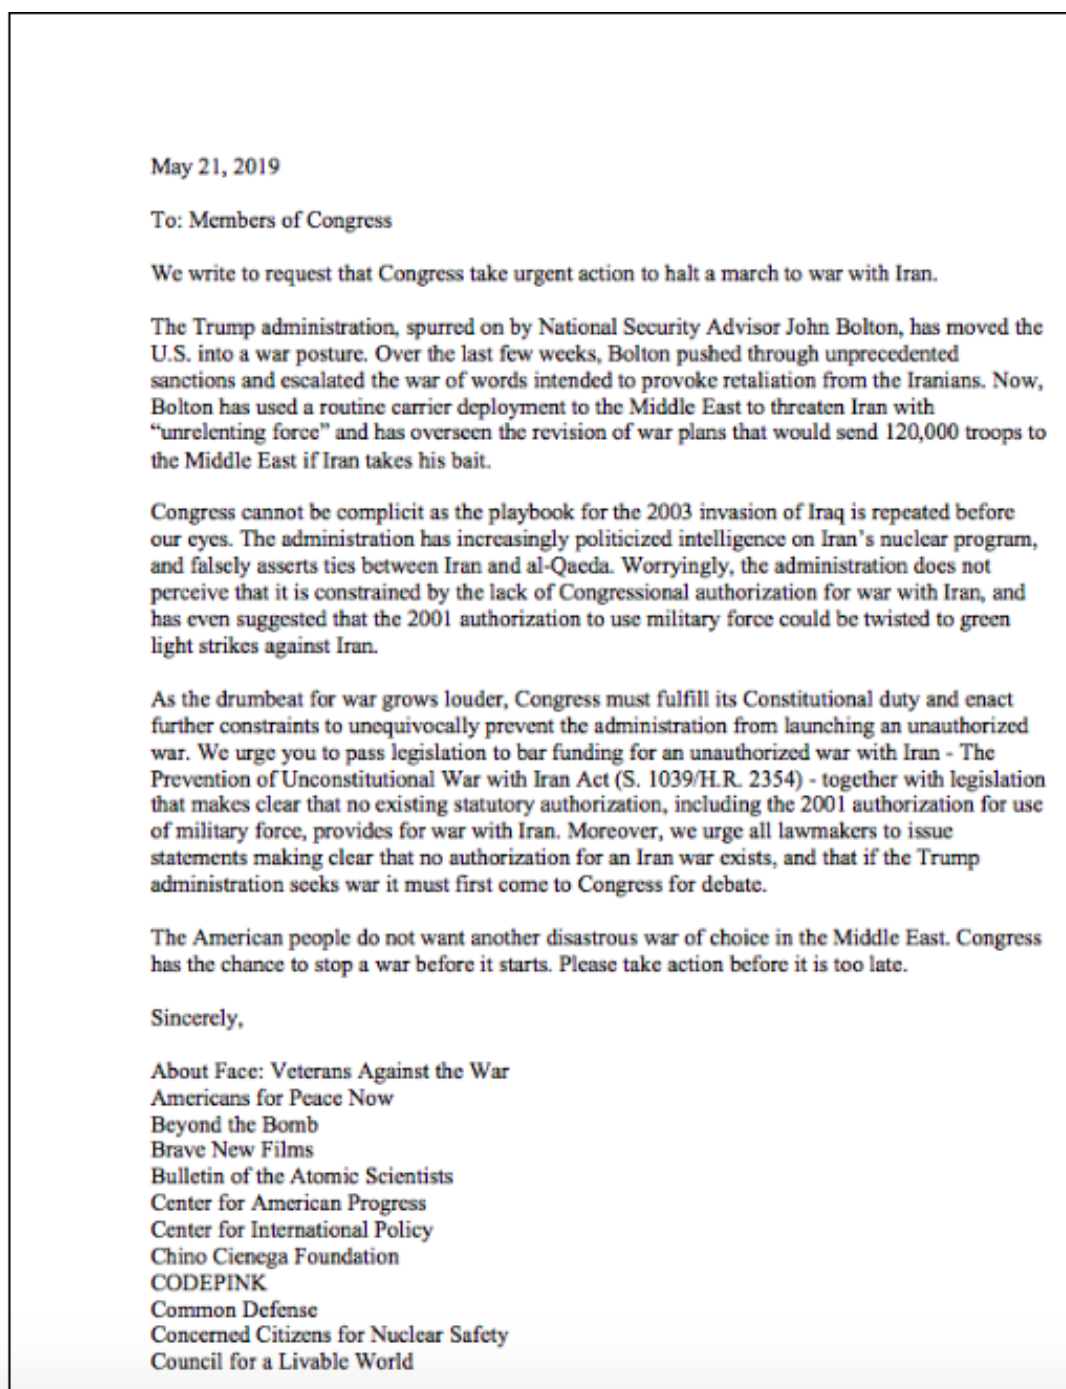 May 21, 2019
To: Members of Congress
We write to request that Congress take urgent action to halt a march to war with Iran.
The Trump administration, spurred on by National Security Advisor John Bolton, has moved the
U.S. into a war posture. Over the last few weeks, Bolton pushed through unprecedented
sanctions and escalated the war of words intended to provoke retaliation from the Iranians. Now,
Bolton has used a routine carrier deployment to the Middle East to threaten Iran with
“unrelenting force” and has overseen the revision of war plans that would send 120,000 troops to
the Middle East if Iran takes his bait.
Congress cannot be complicit as the playbook for the 2003 invasion of Iraq is repeated before
our eyes. The administration has increasingly politicized intelligence on Iran’s nuclear program,
and falsely asserts ties between Iran and al-Qaeda. Worryingly, the administration does not
perceive that it is constrained by the lack of Congressional authorization for war with Iran, and
has even suggested that the 2001 authorization to use military force could be twisted to green
light strikes against Iran.
As the drumbeat for war grows louder, Congress must fulfill its Constitutional duty and enact
further constraints to unequivocally prevent the administration from launching an unauthorized
war. We urge you to pass legislation to bar funding for an unauthorized war with Iran - The
Prevention of Unconstitutional War with Iran Act (S. 1039/H.R. 2354) - together with legislation
that makes clear that no existing statutory authorization, including the 2001 authorization for use
of military force, provides for war with Iran. Moreover, we urge all lawmakers to issue
statements making clear that no authorization for an Iran war exists, and that if the Trump
administration seeks war it must first come to Congress for debate.
The American people do not want another disastrous war of choice in the Middle East. Congress
has the chance to stop a war before it starts. Please take action before it is too late.
Sincerely,
About Face: Veterans Against the War
Americans for Peace Now
Beyond the Bomb
Brave New Films
Bulletin of the Atomic Scientists
Center for American Progress
Center for International Policy
Chino Cienega Foundation
CODEPINK
Common Defense
Concerned Citizens for Nuclear Safety
Council for a Livable World